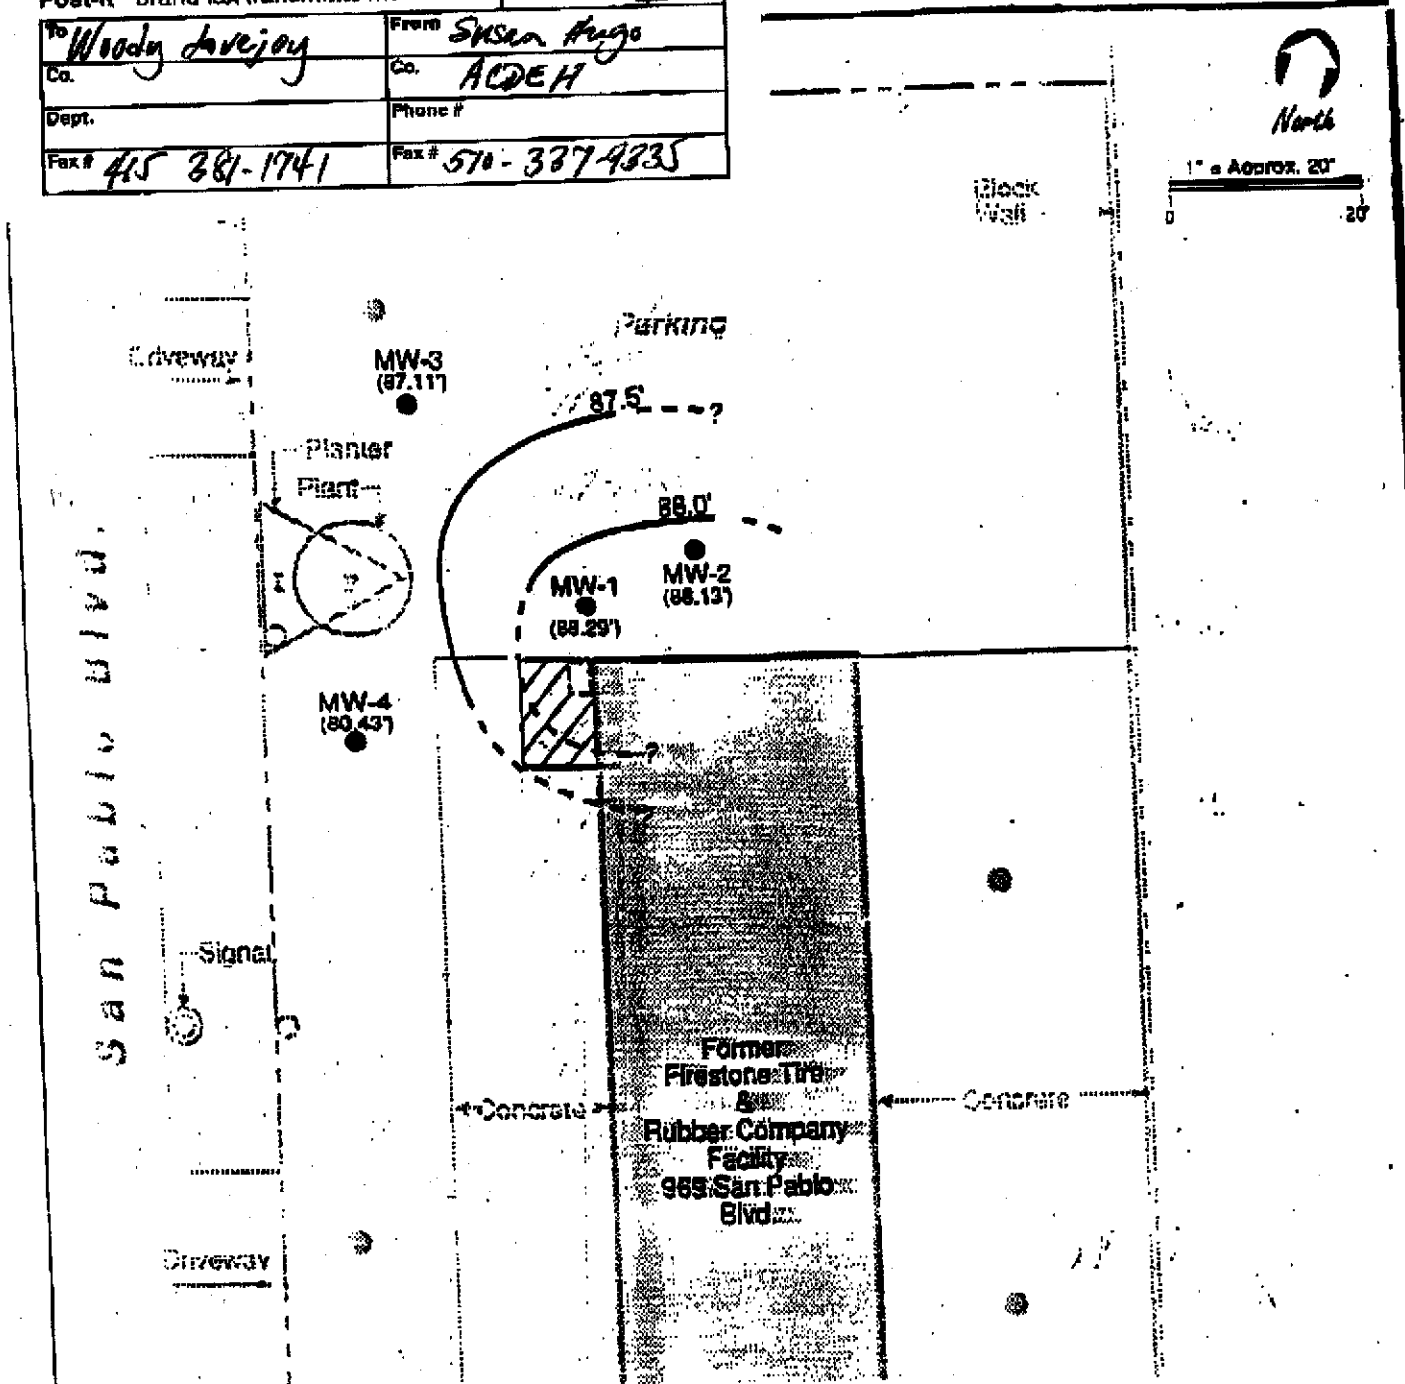 Post-it
To Woody Lovejoy
From Susan Hugo
Co.
Co. ACDEH
Dept.
Phone #
Fax # 415 381-1741
Fax # 510-337-9335
North
1" = Approx. 20'
0 20'
Block
Wall
Parking
Driveway
MW-3
(87.11')
87.5'
?
Planter
Plant
88.0'
MW-1
(88.29')
MW-2
(88.13')
MW-4
(80.43')
?
?
San Pablo Blvd.
Signal
Former
Firestone Tire
&
Rubber Company
Facility
969 San Pablo
Blvd.
Concrete
Concrete
Driveway